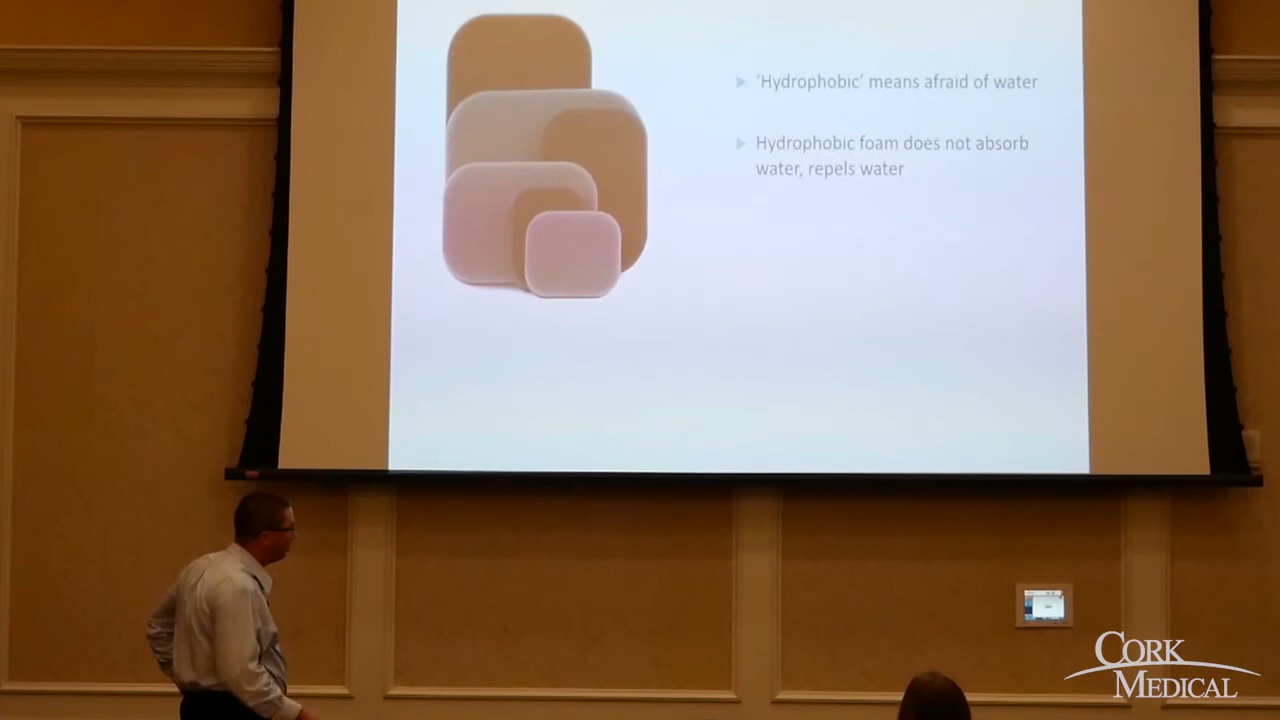 ‘Hydrophobic’ means afraid of water
Hydrophobic foam does not absorb
water, repels water
CORK
MEDICAL